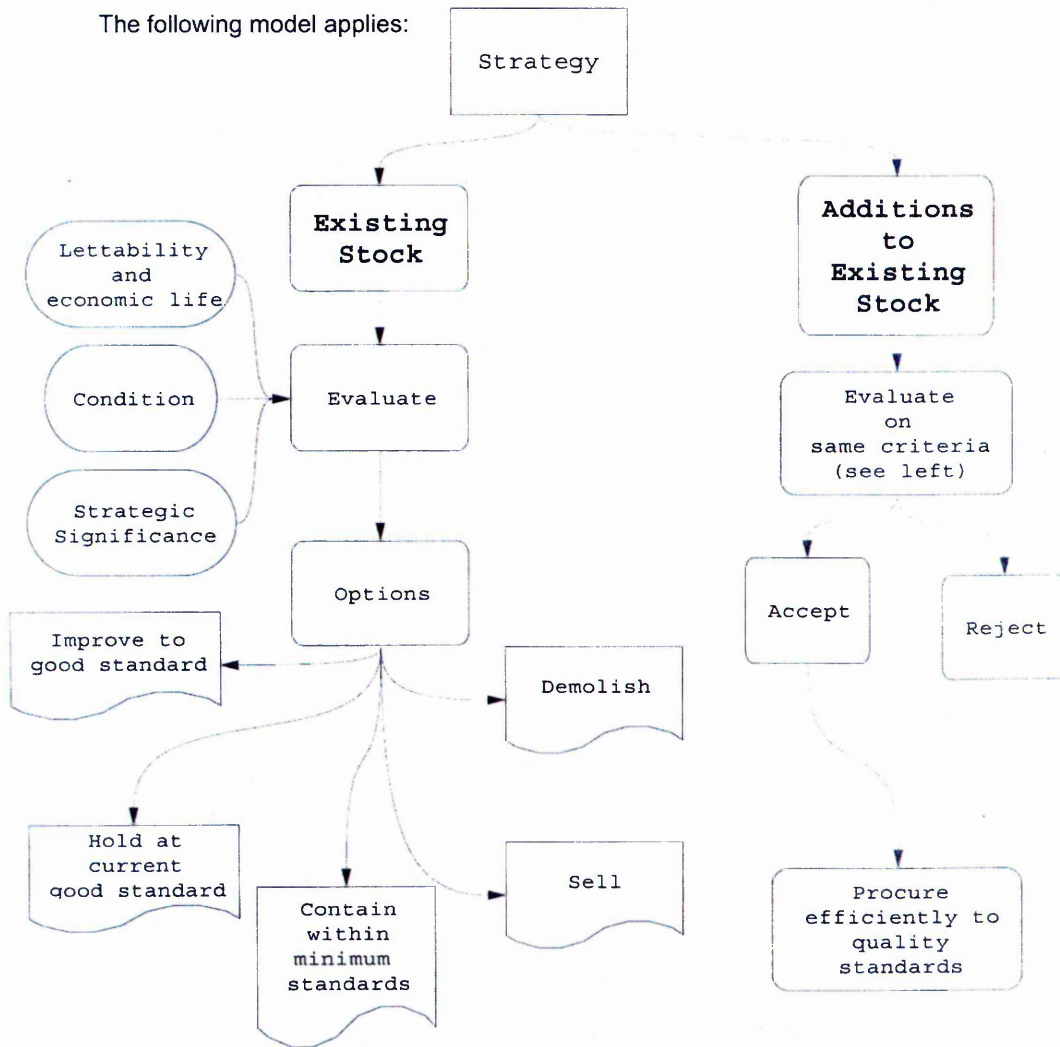 The following model applies:
Strategy
Existing
Stock
Additions
to
Existing
Stock
Lettability
and
economic life
Condition
Strategic
Significance
Evaluate
Evaluate
on
same criteria
(see left)
Options
Accept
Reject
Improve to
good standard
Demolish
Hold at
current
good standard
Contain
within
minimum
standards
Sell
Procure
efficiently to
quality
standards